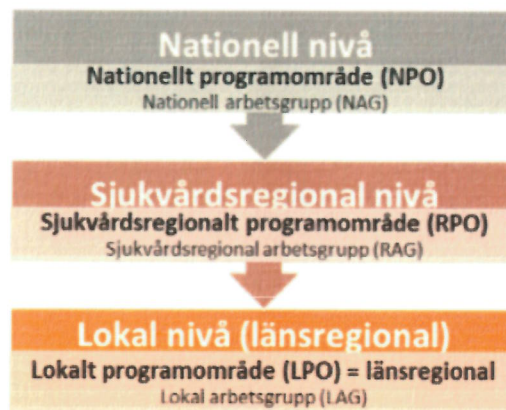 Nationell nivå
Nationellt programområde (NPO)
Nationell arbetsgrupp (NAG)
Sjukvårdsregional nivå
Sjukvårdsregionalt programområde (RPO)
Sjukvårdsregional arbetsgrupp (RAG)
Lokal nivå (länsregional)
Lokalt programområde (LPO) = länsregional
Lokal arbetsgrupp (LAG)